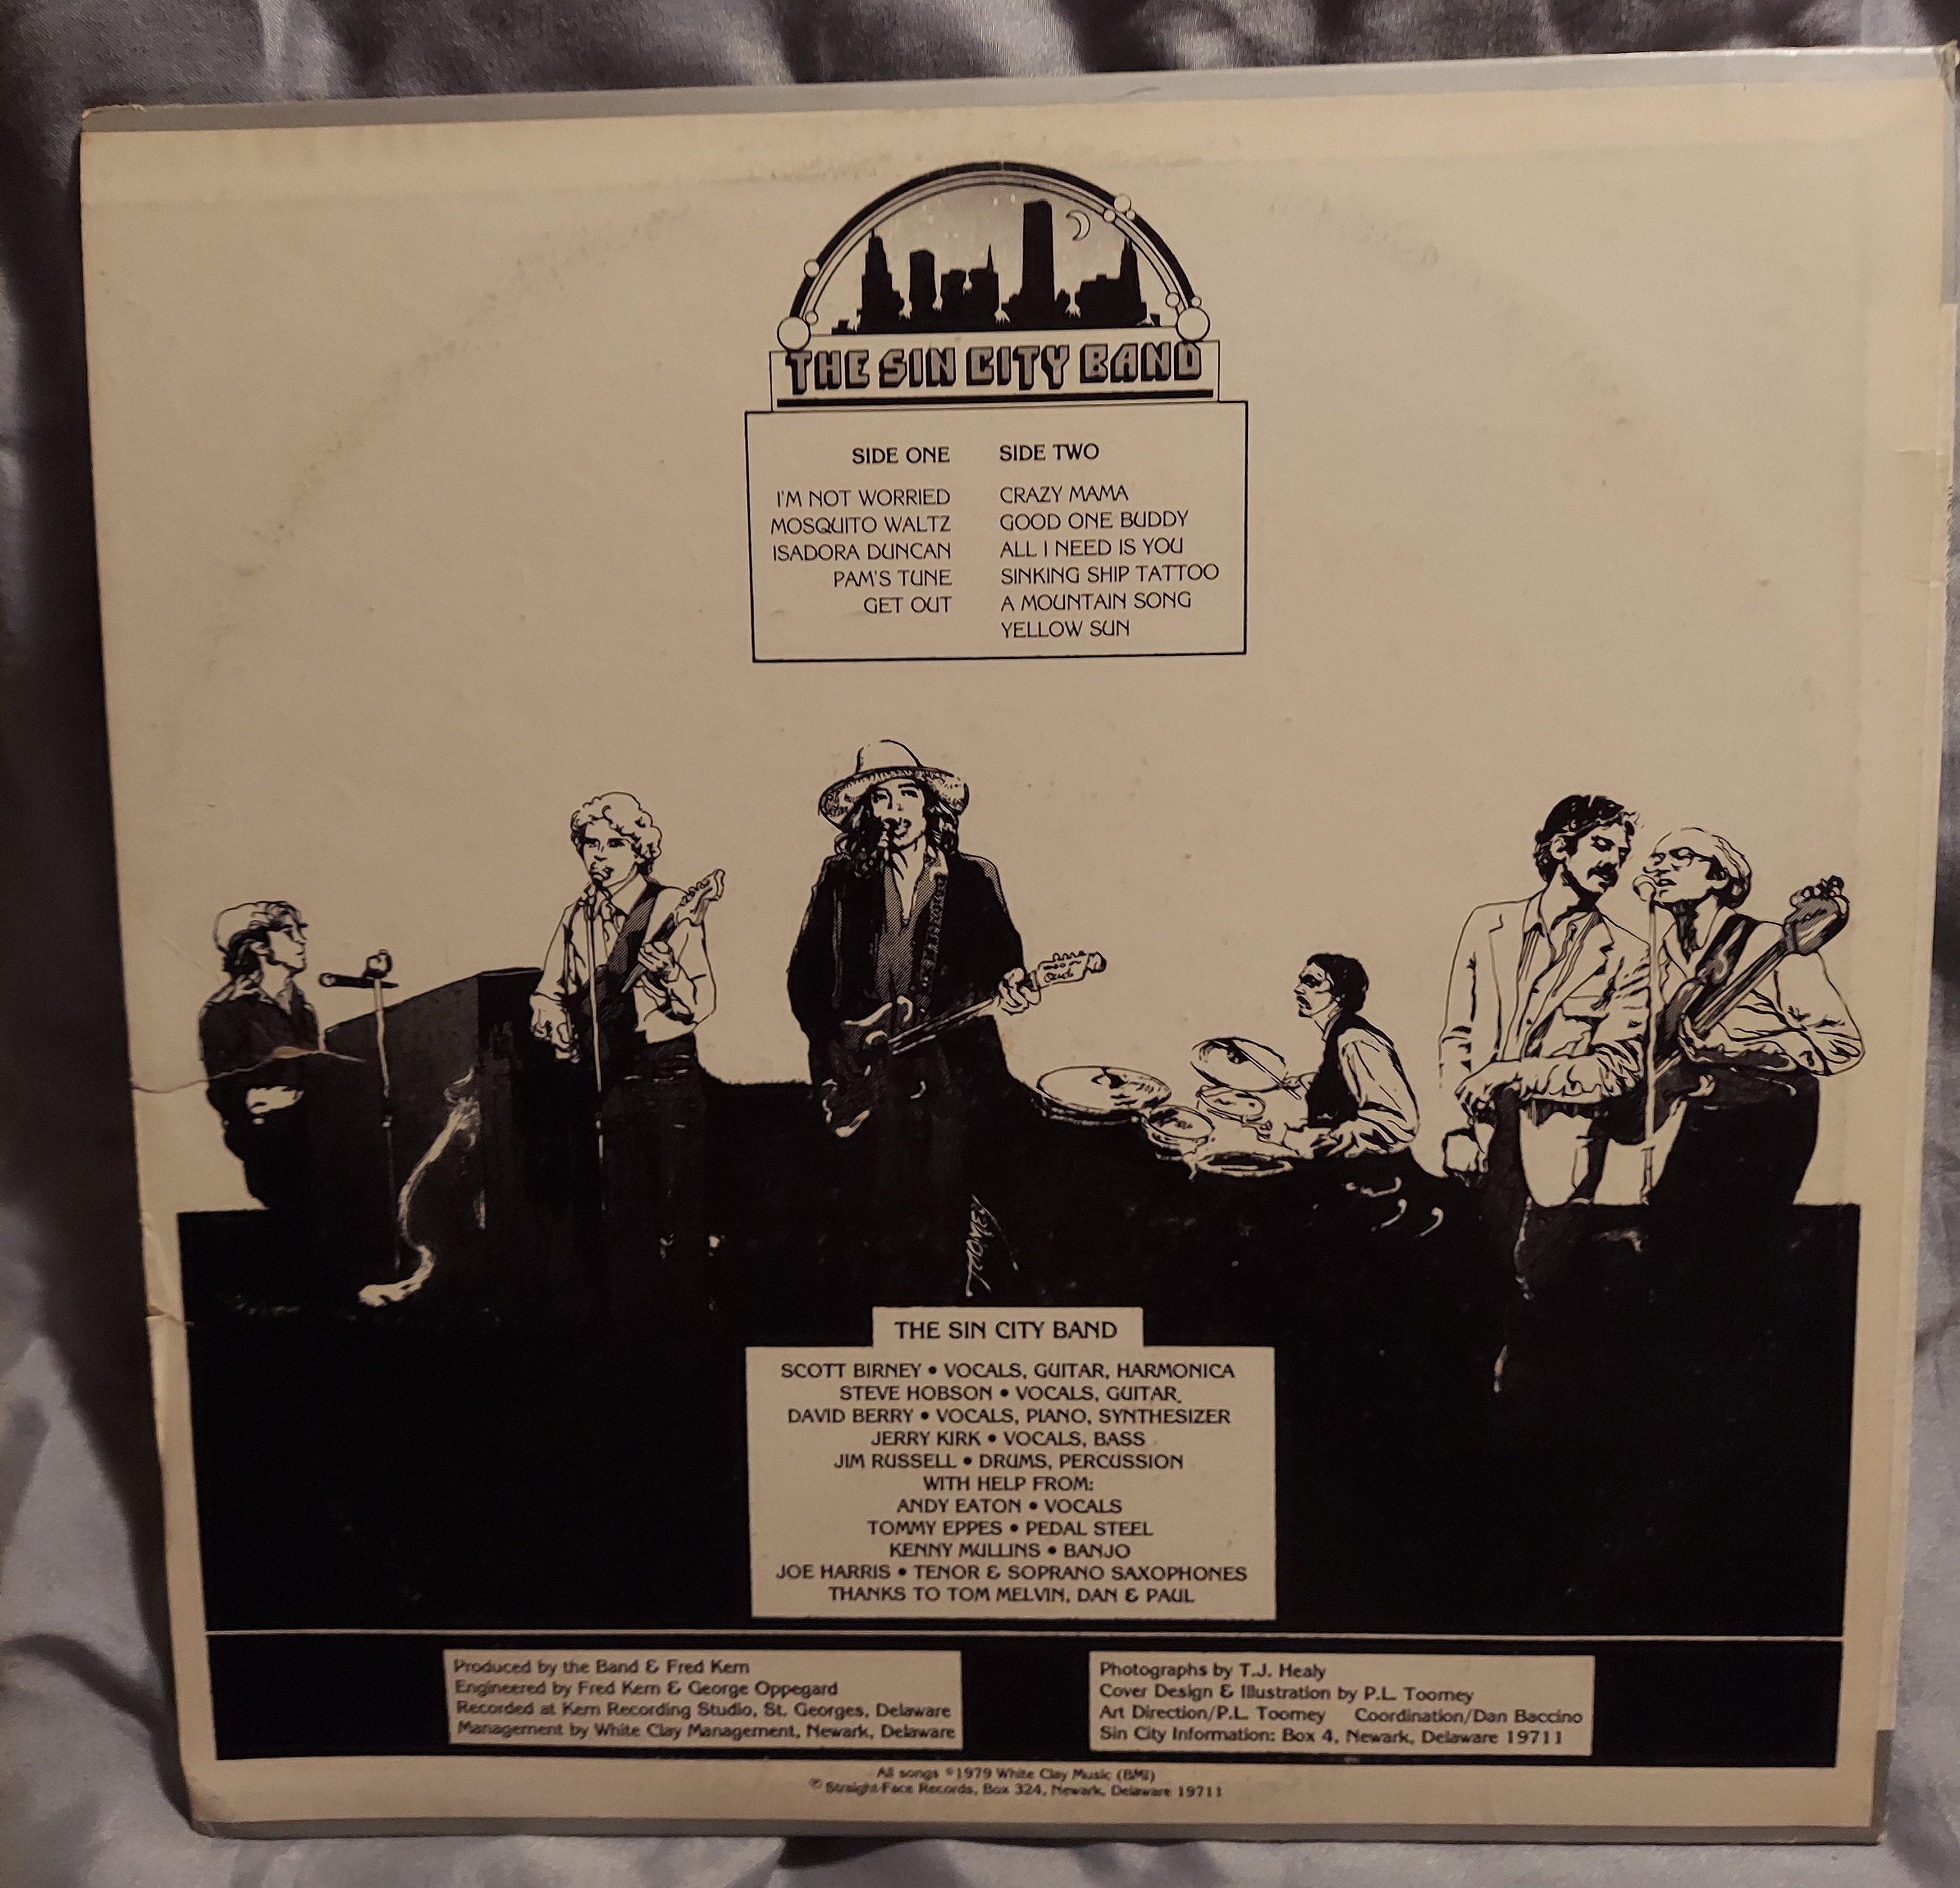 THE SIN CITY BAND
SIDE ONE
I'M NOT WORRIED
MOSQUITO WALTZ
ISADORA DUNCAN
PAM'S TUNE
GET OUT
SIDE TWO
CRAZY MAMA
GOOD ONE BUDDY
ALL I NEED IS YOU
SINKING SHIP TATTOO
A MOUNTAIN SONG
YELLOW SUN
TOOMEY
THE SIN CITY BAND
SCOTT BIRNEY • VOCALS, GUITAR, HARMONICA
STEVE HOBSON • VOCALS, GUITAR,
DAVID BERRY • VOCALS, PIANO, SYNTHESIZER
JERRY KIRK • VOCALS, BASS
JIM RUSSELL • DRUMS, PERCUSSION
WITH HELP FROM:
ANDY EATON • VOCALS
TOMMY EPPES • PEDAL STEEL
KENNY MULLINS • BANJO
JOE HARRIS • TENOR & SOPRANO SAXOPHONES
THANKS TO TOM MELVIN, DAN & PAUL
Produced by the Band & Fred Kern
Engineered by Fred Kern & George Oppegard
Recorded at Kern Recording Studio, St. Georges, Delaware
Management by White Clay Management, Newark, Delaware
Photographs by T.J. Healy
Cover Design & Illustration by P.L. Toomey
Art Direction/P.L. Toomey Coordination/Dan Baccino
Sin City Information: Box 4, Newark, Delaware 19711
All songs ©1979 White Clay Music (BMI)
℗ Straight-Face Records, Box 324, Newark, Delaware 19711